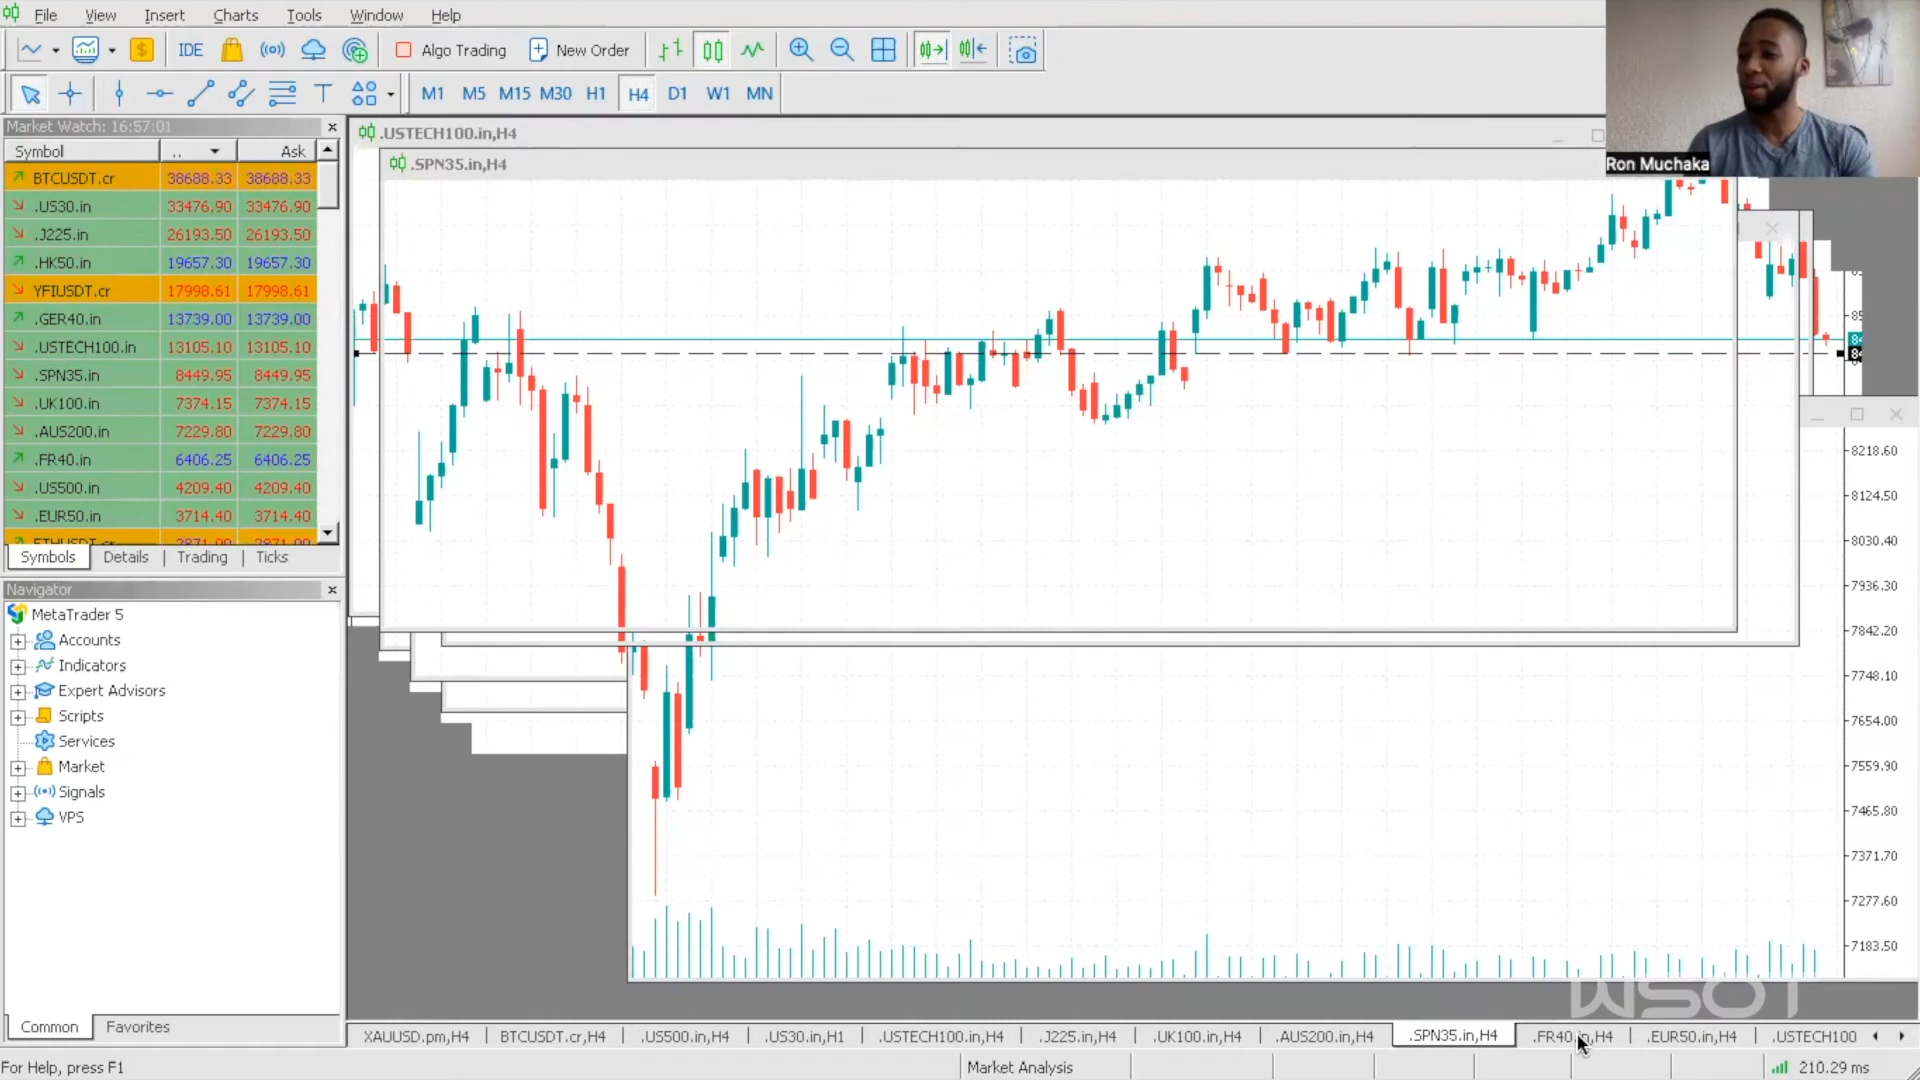 File View Insert Charts Tools Window Help
IDE Algo Trading New Order
M1 M5 M15 M30 H1 H4 D1 W1 MN
Ron Muchaka
Market Watch: 16:57:01
Symbol .. Ask
BTCUSDT.cr 38688.33 38688.33
.US30.in 33476.90 33476.90
.J225.in 26193.50 26193.50
.HK50.in 19657.30 19657.30
YFIUSDT.cr 17998.61 17998.61
.GER40.in 13739.00 13739.00
.USTECH100.in 13105.10 13105.10
.SPN35.in 8449.95 8449.95
.UK100.in 7374.15 7374.15
.AUS200.in 7229.80 7229.80
.FR40.in 6406.25 6406.25
.US500.in 4209.40 4209.40
.EUR50.in 3714.40 3714.40
Symbols Details Trading Ticks
Navigator
MetaTrader 5
Accounts
Indicators
Expert Advisors
Scripts
Services
Market
Signals
VPS
Common Favorites
.USTECH100.in,H4
.SPN35.in,H4
8218.60
8124.50
8030.40
7936.30
7842.20
7748.10
7654.00
7559.90
7465.80
7371.70
7277.60
7183.50
WSOT
XAUUSD.pm,H4 BTCUSDT.cr,H4 .US500.in,H4 .US30.in,H1 .USTECH100.in,H4 .J225.in,H4 .UK100.in,H4 .AUS200.in,H4 .SPN35.in,H4 .FR40.in,H4 .EUR50.in,H4 .USTECH100
For Help, press F1 Market Analysis 210.29 ms